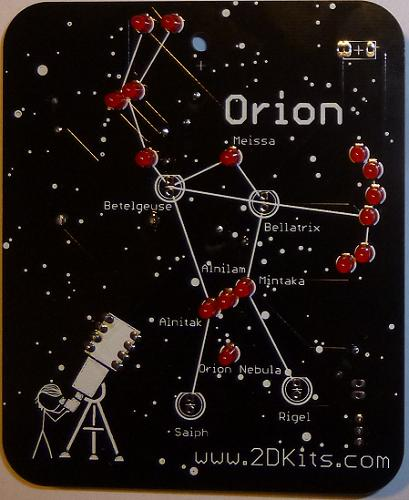 Orion
Meissa
Betelgeuse
Bellatrix
Alnilam
Mintaka
Alnitak
Orion Nebula
Rigel
Saiph
www.2DKits.com